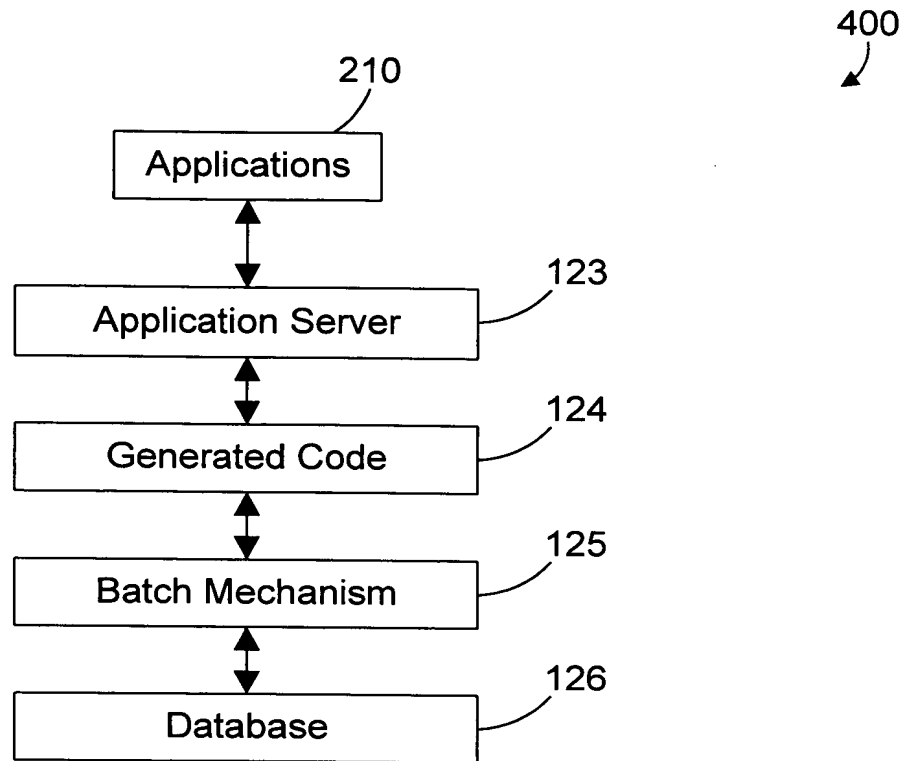 400
210
Applications
123
Application Server
124
Generated Code
125
Batch Mechanism
126
Database